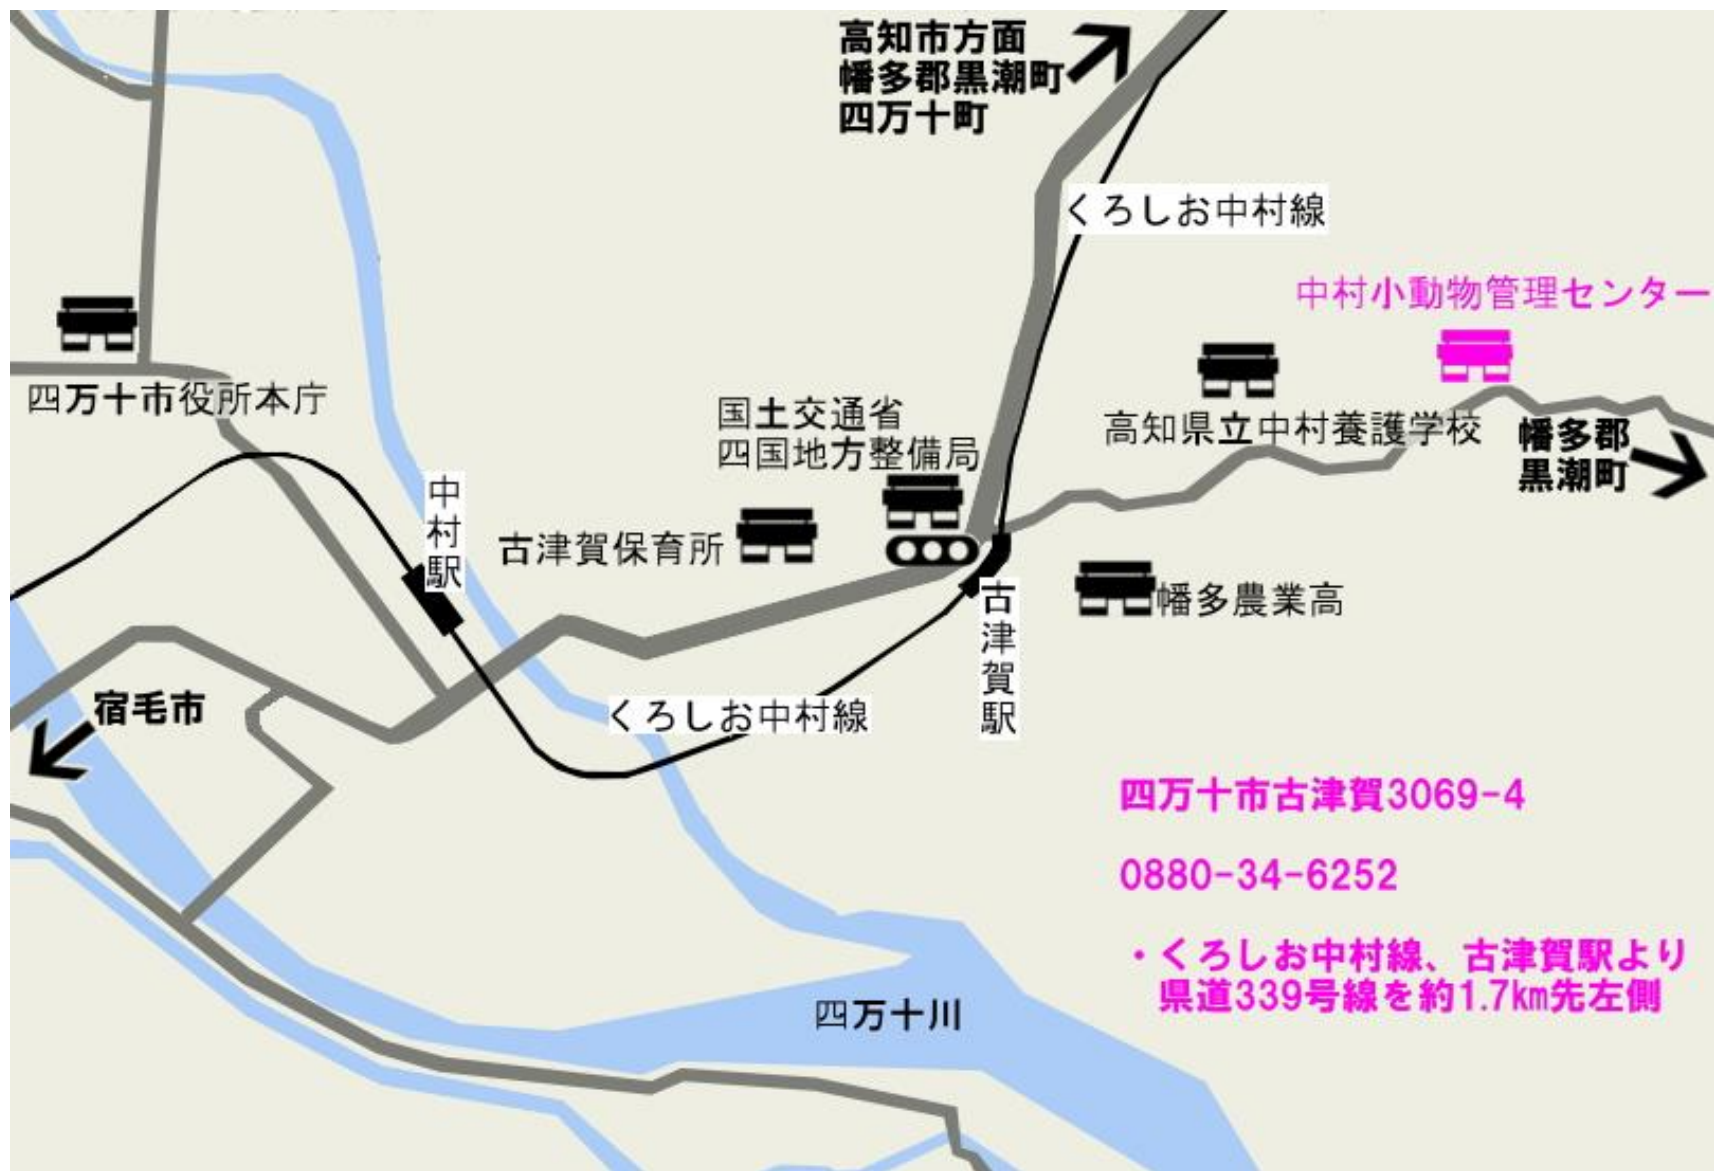 高知市方面
幡多郡黒潮町
四万十町
くろしお中村線
中村小動物管理センター
四万十市役所本庁
国土交通省
四国地方整備局
高知県立中村養護学校
幡多郡
黒潮町
中村駅
古津賀保育所
古津賀駅
幡多農業高
宿毛市
くろしお中村線
四万十市古津賀3069-4
0880-34-6252
・くろしお中村線、古津賀駅より
県道339号線を約1.7km先左側
四万十川